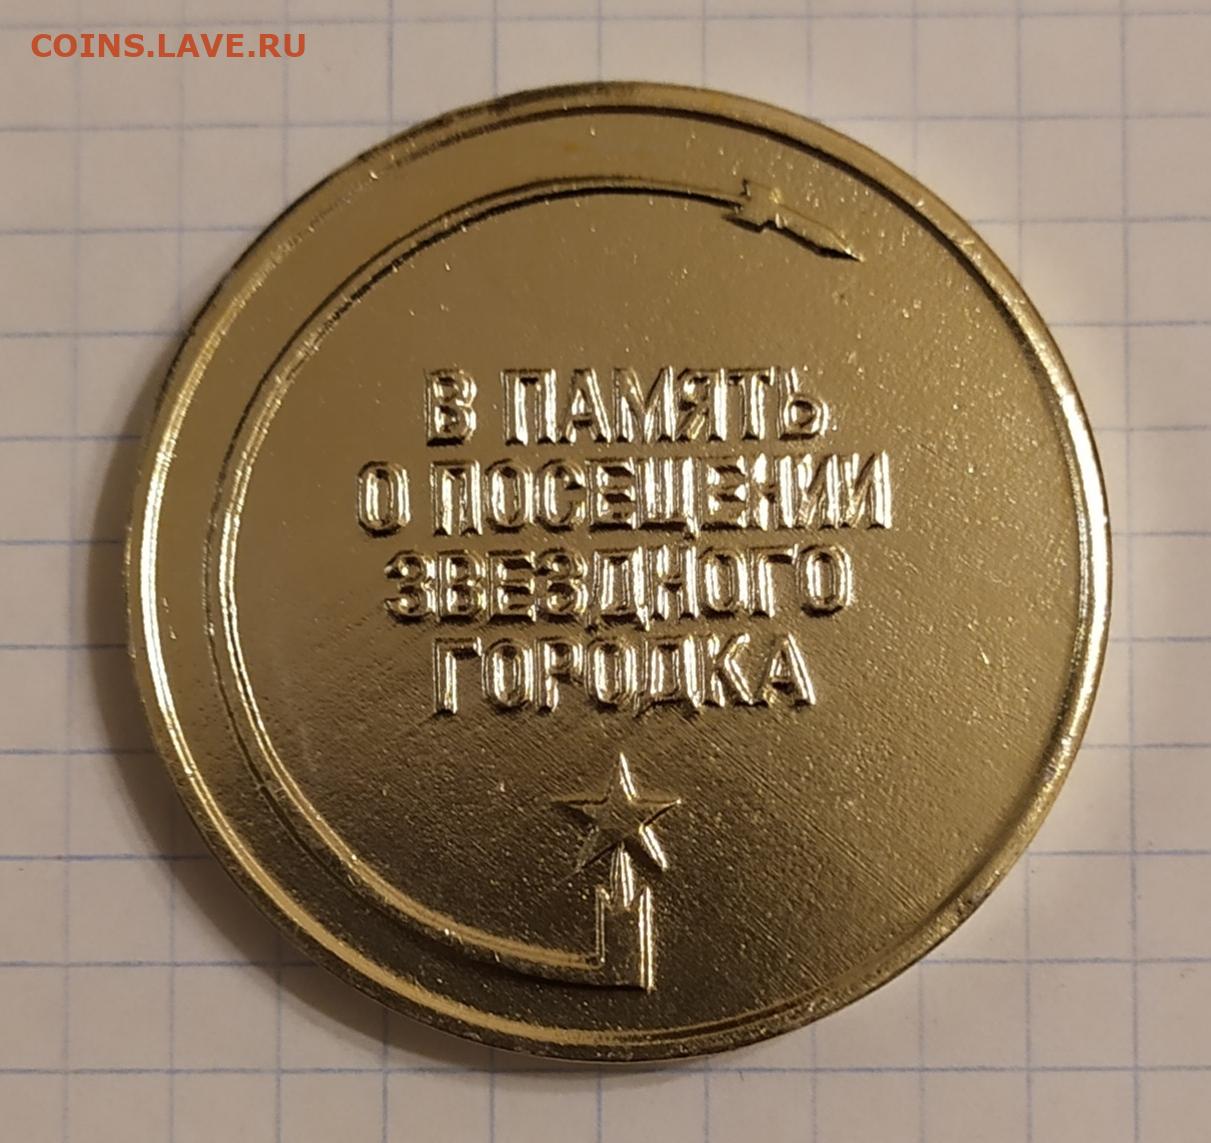 COINS.LAVE.RU
В ПАМЯТЬ
О ПОСЕЩЕНИИ
ЗВЕЗДНОГО
ГОРОДКА